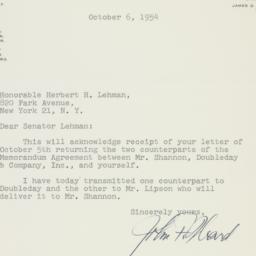 JAMES D
October 6, 1954
Honorable Herbert H. Lehman,
820 Park Avenue,
New York 21, N. Y.
Dear Senator Lehman:
This will acknowledge receipt of your letter of
October 5th returning the two counterparts of the
Memorandum Agreement between Mr. Shannon, Doubleday
& Company, Inc., and yourself.
I have today transmitted one counterpart to
Doubleday and the other to Mr. Lipson who will
deliver it to Mr. Shannon.
Sincerely yours,